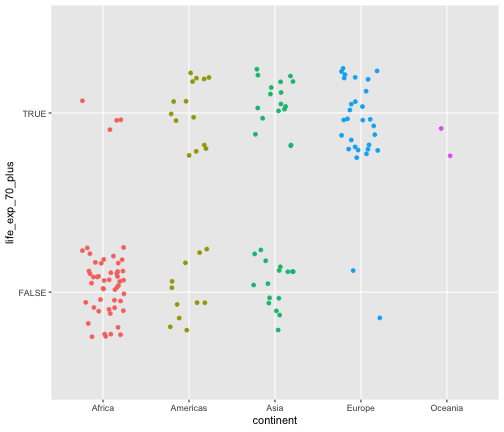 life_exp_70_plus
TRUE
FALSE
Africa
Americas
Asia
Europe
Oceania
continent